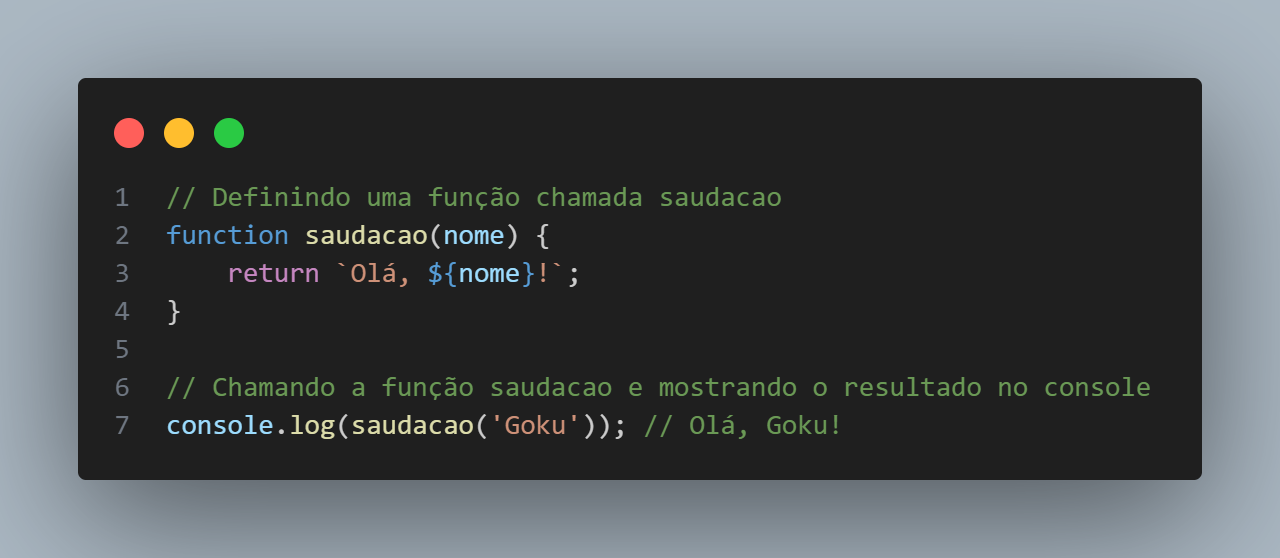 1 // Definindo uma função chamada saudacao
2 function saudacao(nome) {
3     return `Olá, ${nome}!`;
4 }
5
6 // Chamando a função saudacao e mostrando o resultado no console
7 console.log(saudacao('Goku')); // Olá, Goku!